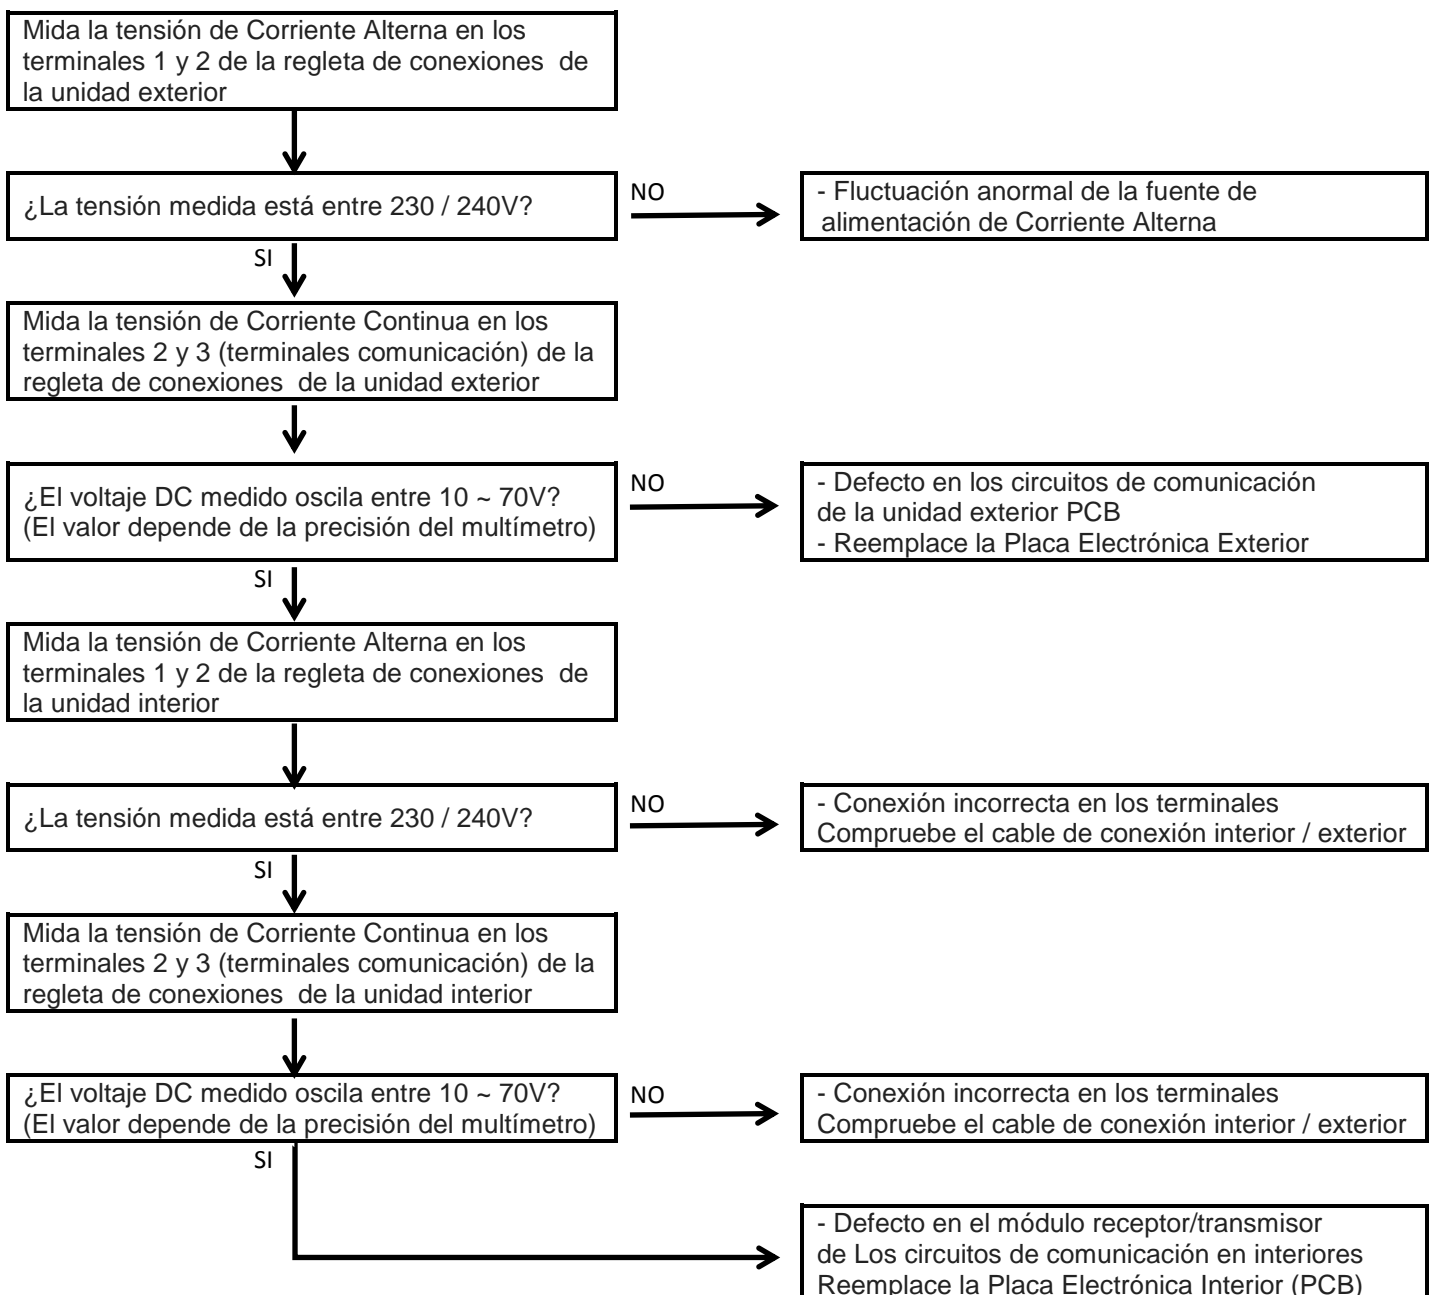 Mida la tensión de Corriente Alterna en los
terminales 1 y 2 de la regleta de conexiones de
la unidad exterior
¿La tensión medida está entre 230 / 240V?
NO
- Fluctuación anormal de la fuente de
alimentación de Corriente Alterna
SI
Mida la tensión de Corriente Continua en los
terminales 2 y 3 (terminales comunicación) de la
regleta de conexiones de la unidad exterior
¿El voltaje DC medido oscila entre 10 ~ 70V?
(El valor depende de la precisión del multímetro)
NO
- Defecto en los circuitos de comunicación
de la unidad exterior PCB
- Reemplace la Placa Electrónica Exterior
SI
Mida la tensión de Corriente Alterna en los
terminales 1 y 2 de la regleta de conexiones de
la unidad interior
¿La tensión medida está entre 230 / 240V?
NO
- Conexión incorrecta en los terminales
Compruebe el cable de conexión interior / exterior
SI
Mida la tensión de Corriente Continua en los
terminales 2 y 3 (terminales comunicación) de la
regleta de conexiones de la unidad interior
¿El voltaje DC medido oscila entre 10 ~ 70V?
(El valor depende de la precisión del multímetro)
NO
- Conexión incorrecta en los terminales
Compruebe el cable de conexión interior / exterior
SI
- Defecto en el módulo receptor/transmisor
de Los circuitos de comunicación en interiores
Reemplace la Placa Electrónica Interior (PCB)